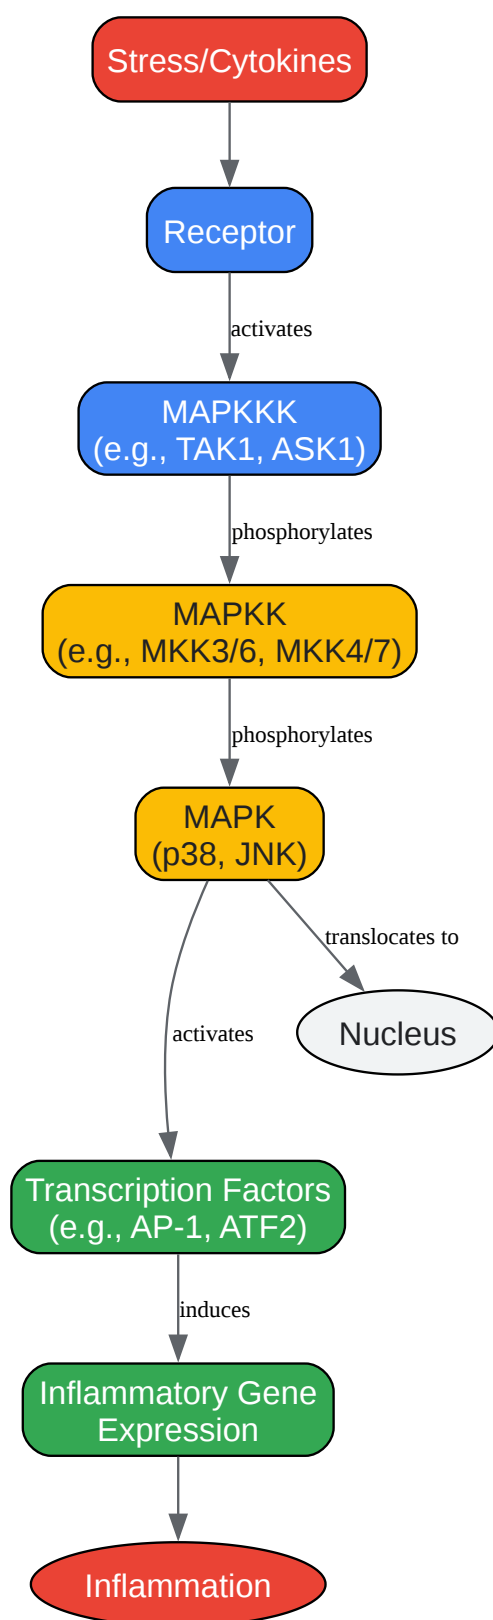 Stress/Cytokines
Receptor
activates
MAPKKK
(e.g., TAK1, ASK1)
phosphorylates
MAPKK
(e.g., MKK3/6, MKK4/7)
phosphorylates
MAPK
(p38, JNK)
translocates to
Nucleus
activates
Transcription Factors
(e.g., AP-1, ATF2)
induces
Inflammatory Gene
Expression
Inflammation